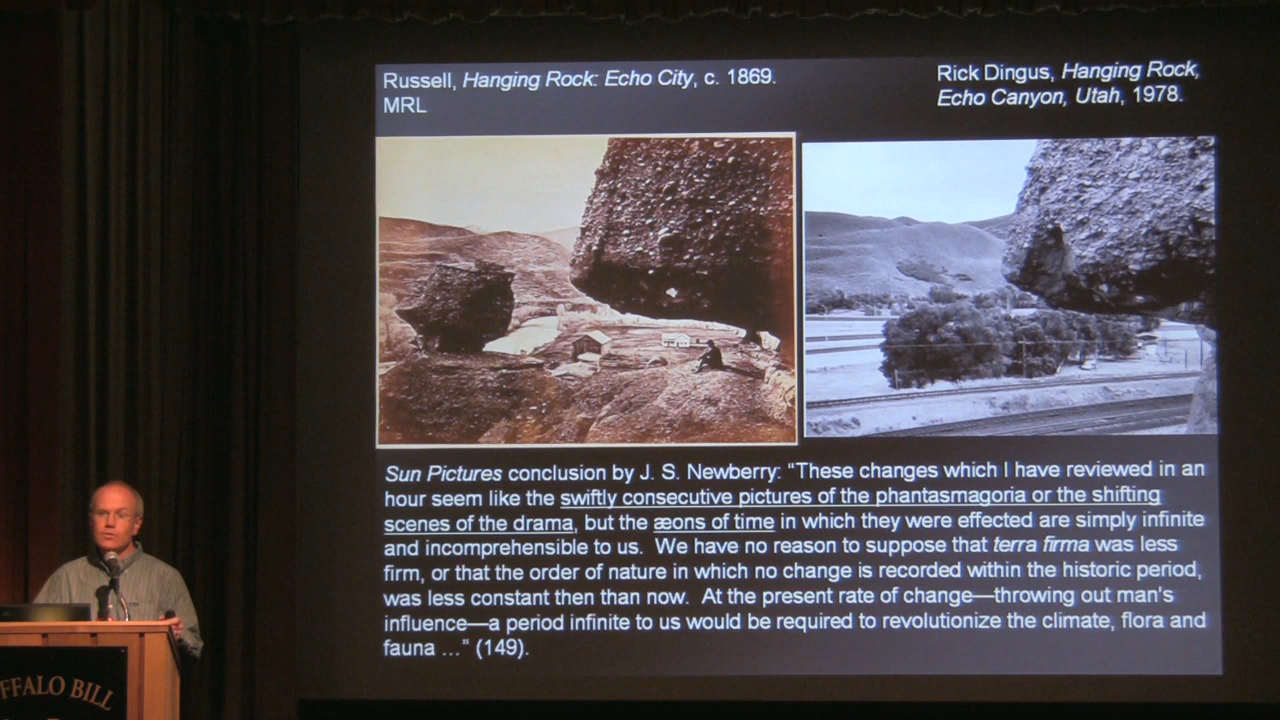 Russell, Hanging Rock: Echo City, c. 1869.
MRL
Rick Dingus, Hanging Rock,
Echo Canyon, Utah, 1978.
Sun Pictures conclusion by J. S. Newberry: “These changes which I have reviewed in an
hour seem like the swiftly consecutive pictures of the phantasmagoria or the shifting
scenes of the drama, but the æons of time in which they were effected are simply infinite
and incomprehensible to us.  We have no reason to suppose that terra firma was less
firm, or that the order of nature in which no change is recorded within the historic period,
was less constant then than now.  At the present rate of change—throwing out man's
influence—a period infinite to us would be required to revolutionize the climate, flora and
fauna ...” (149).
FFALO BILL